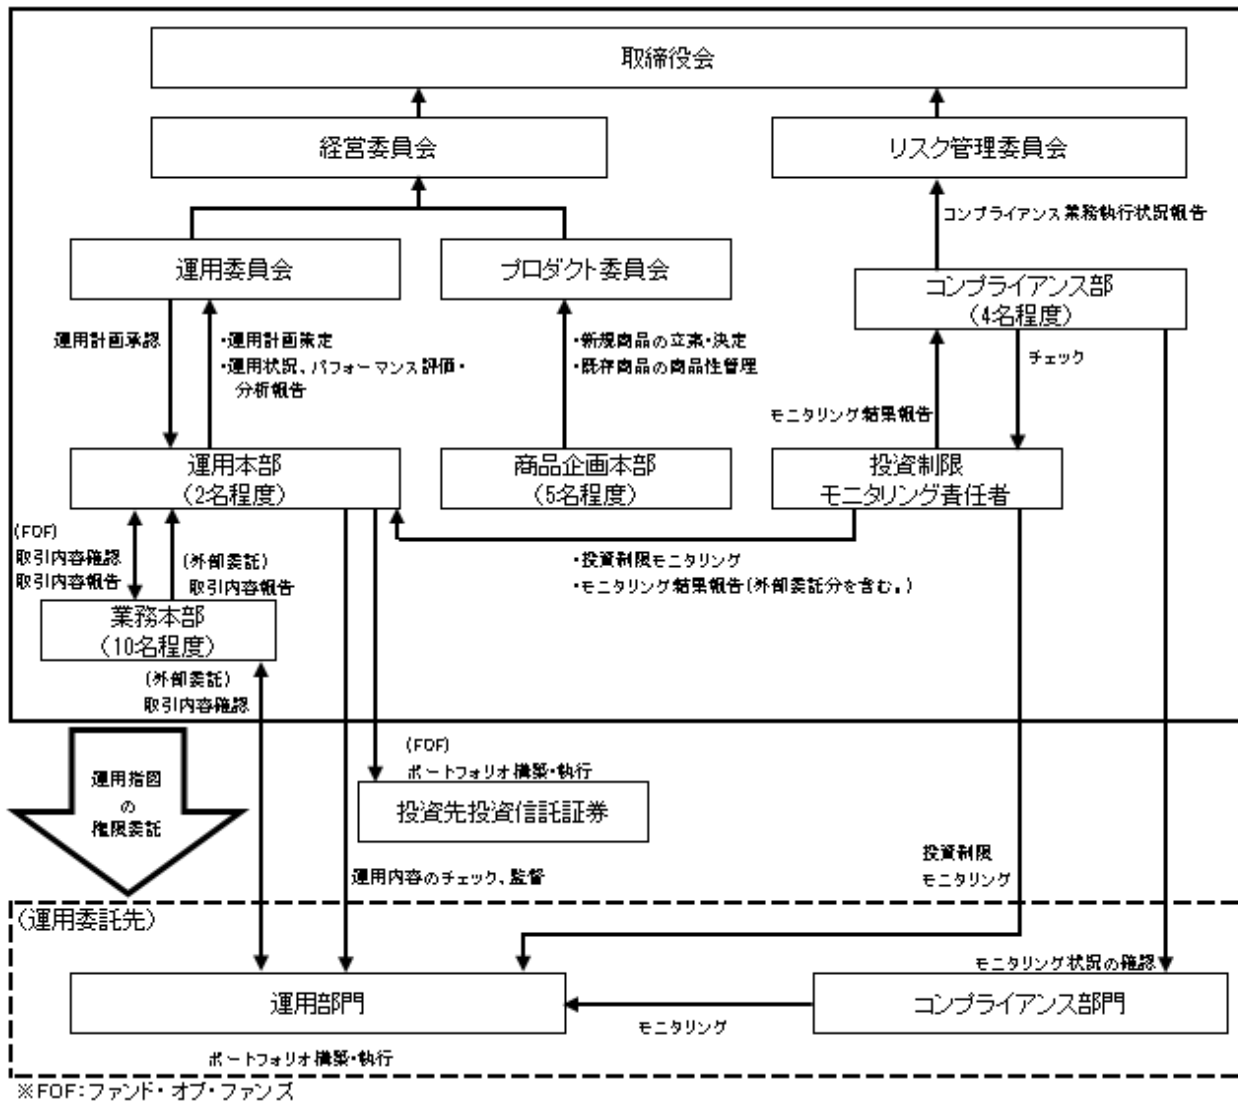 取締役会
経営委員会
リスク管理委員会
コンプライアンス業務執行状況報告
運用委員会
プロダクト委員会
コンプライアンス部
(4名程度)
運用計画承認
・運用計画策定
・運用状況、パフォーマンス評価・
分析報告
・新規商品の立案・決定
・既存商品の商品性管理
チェック
モニタリング結果報告
運用本部
(2名程度)
商品企画本部
(5名程度)
投資制限
モニタリング責任者
(FOF)
取引内容確認
取引内容報告
(外部委託)
取引内容報告
・投資制限モニタリング
・モニタリング結果報告(外部委託分を含む。)
業務本部
(10名程度)
(外部委託)
取引内容確認
(FOF)
ポートフォリオ構築・執行
運用指図
の
権限委託
投資先投資信託証券
投資制限
モニタリング
運用内容のチェック、監督
(運用委託先)
モニタリング状況の確認
運用部門
コンプライアンス部門
モニタリング
ポートフォリオ構築・執行
※FOF:ファンド・オブ・ファンズ